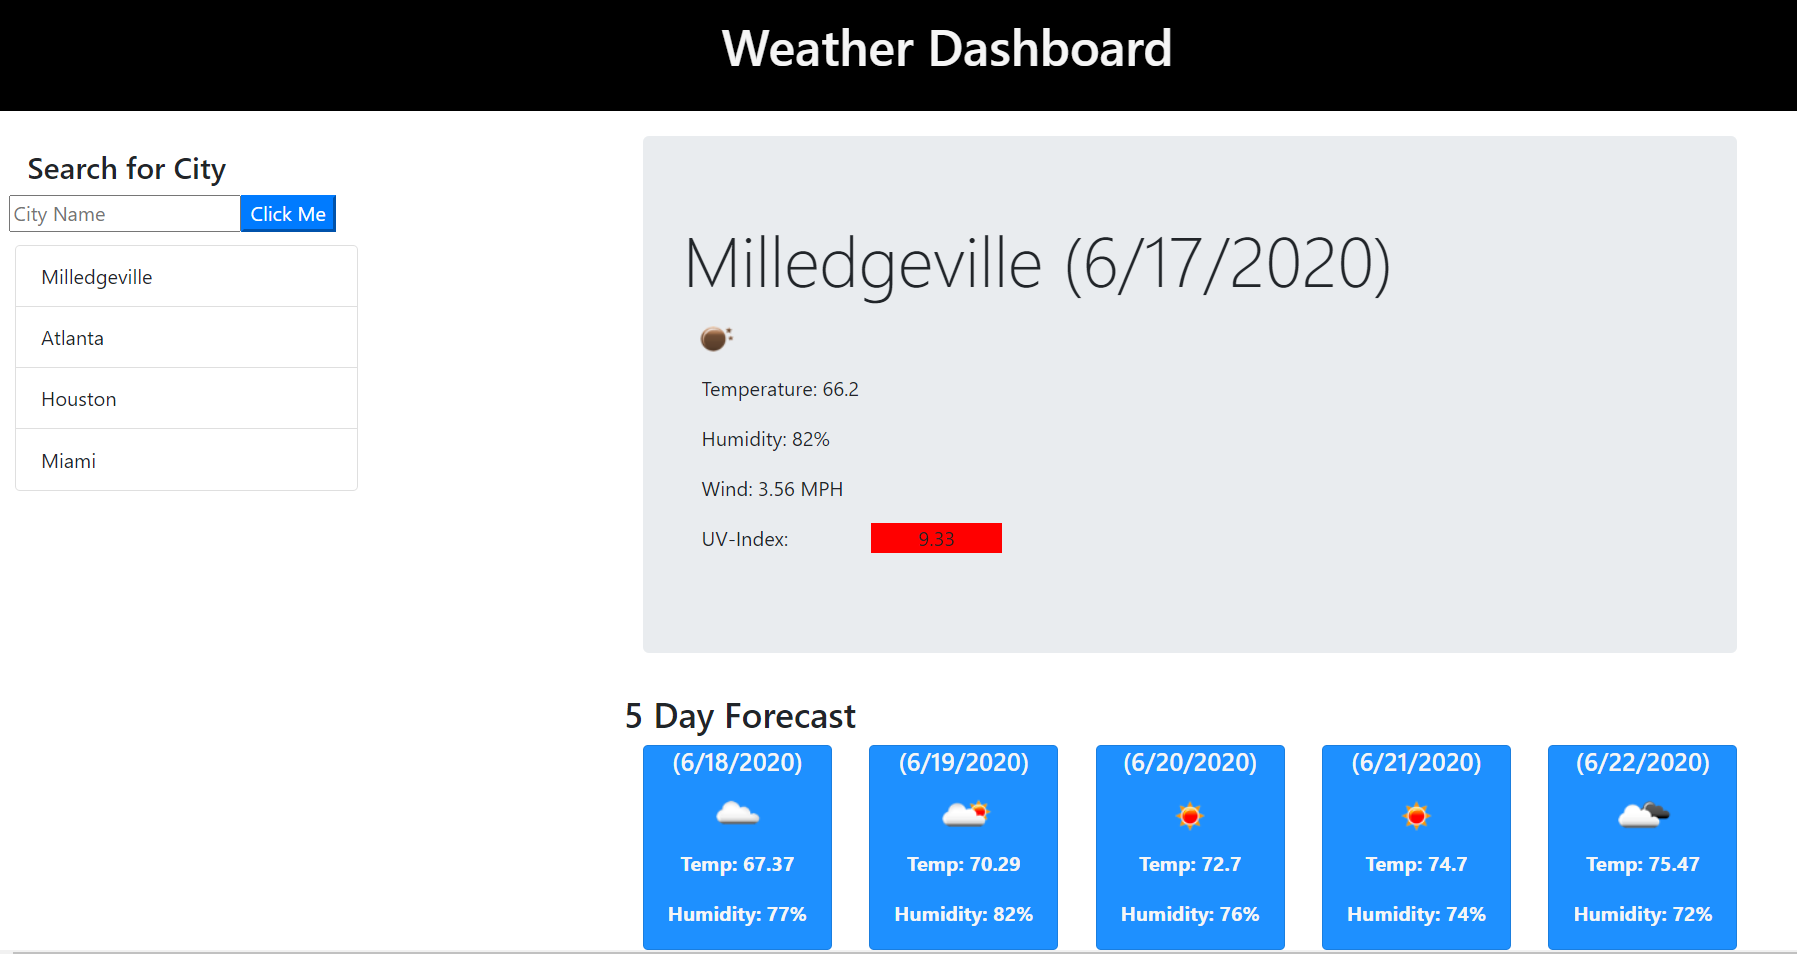 Weather Dashboard
Search for City
City Name
Click Me
Milledgeville
Atlanta
Houston
Miami
Milledgeville (6/17/2020)
Temperature: 66.2
Humidity: 82%
Wind: 3.56 MPH
UV-Index: 9.33
5 Day Forecast
(6/18/2020)
Temp: 67.37
Humidity: 77%
(6/19/2020)
Temp: 70.29
Humidity: 82%
(6/20/2020)
Temp: 72.7
Humidity: 76%
(6/21/2020)
Temp: 74.7
Humidity: 74%
(6/22/2020)
Temp: 75.47
Humidity: 72%